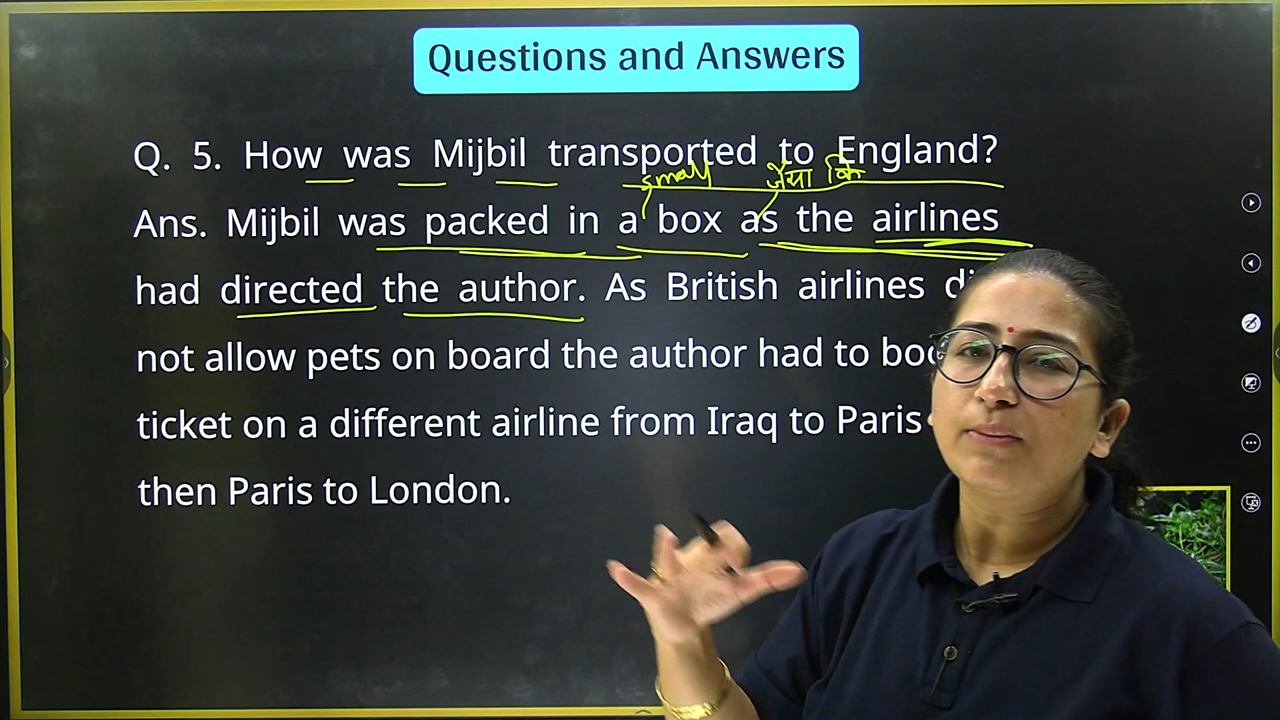 Questions and Answers
Q. 5. How was Mijbil transported to England?
small जैसा कि
Ans. Mijbil was packed in a box as the airlines
had directed the author. As British airlines
not allow pets on board the author had to
ticket on a different airline from Iraq to Paris
then Paris to London.